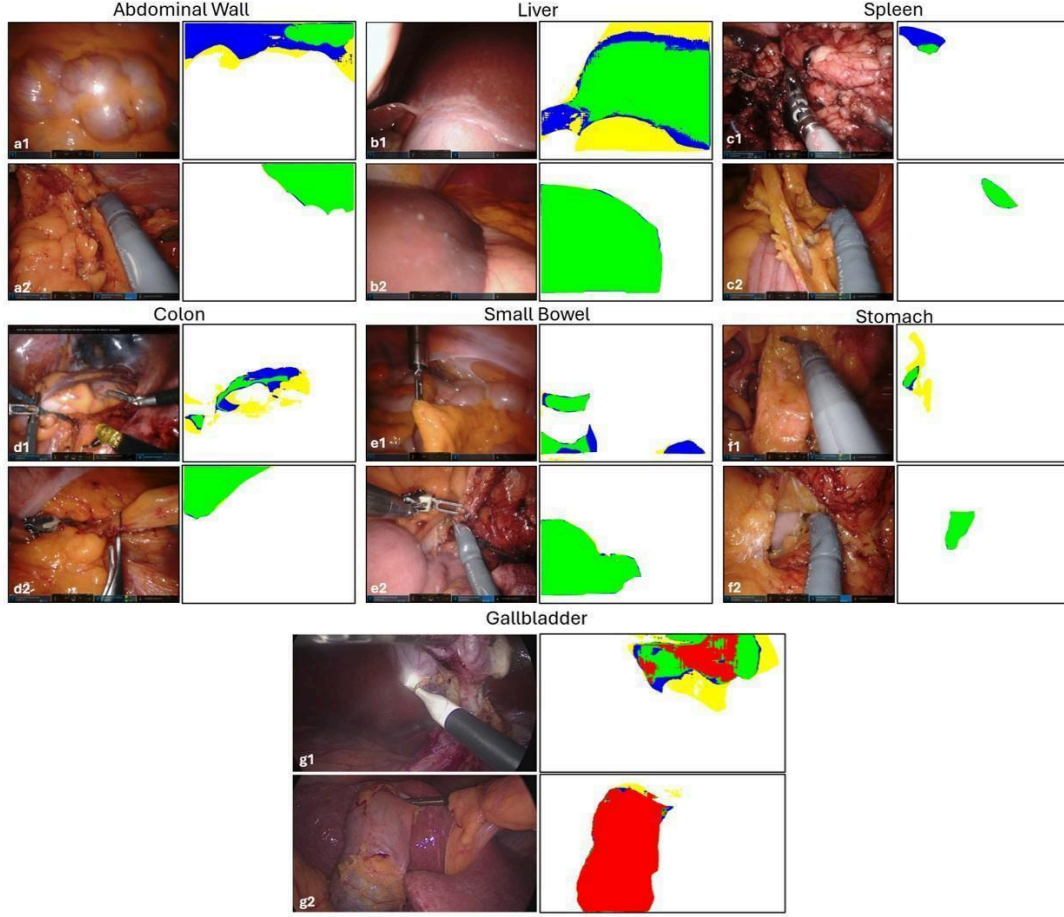 Abdominal Wall
Liver
Spleen
a1
b1
c1
a2
b2
c2
Colon
Small Bowel
Stomach
d1
e1
f1
d2
e2
f2
Gallbladder
g1
g2